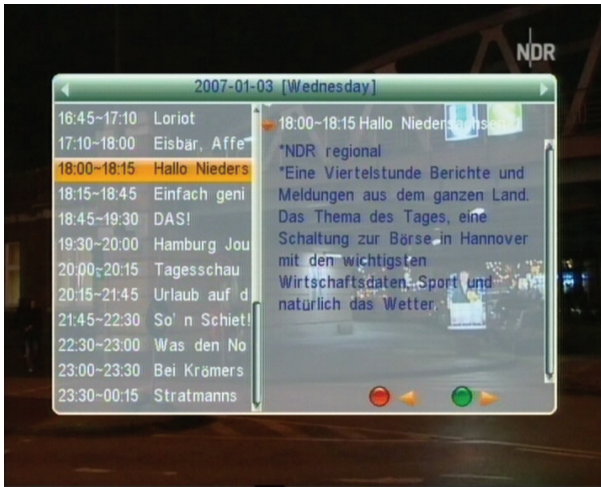 NDR
2007-01-03 [Wednesday]
16:45~17:10 Loriot
17:10~18:00 Eisbär, Affe
18:00~18:15 Hallo Nieders
18:15~18:45 Einfach geni
18:45~19:30 DAS!
19:30~20:00 Hamburg Jou
20:00~20:15 Tagesschau
20:15~21:45 Urlaub auf d
21:45~22:30 So' n Schiet!
22:30~23:00 Was den No
23:00~23:30 Bei Krömers
23:30~00:15 Stratmanns
18:00~18:15 Hallo Niedersachsen
*NDR regional
*Eine Viertelstunde Berichte und
Meldungen aus dem ganzen Land.
Das Thema des Tages, eine
Schaltung zur Börse in Hannover
mit den wichtigsten
Wirtschaftsdaten, Sport und
natürlich das Wetter.